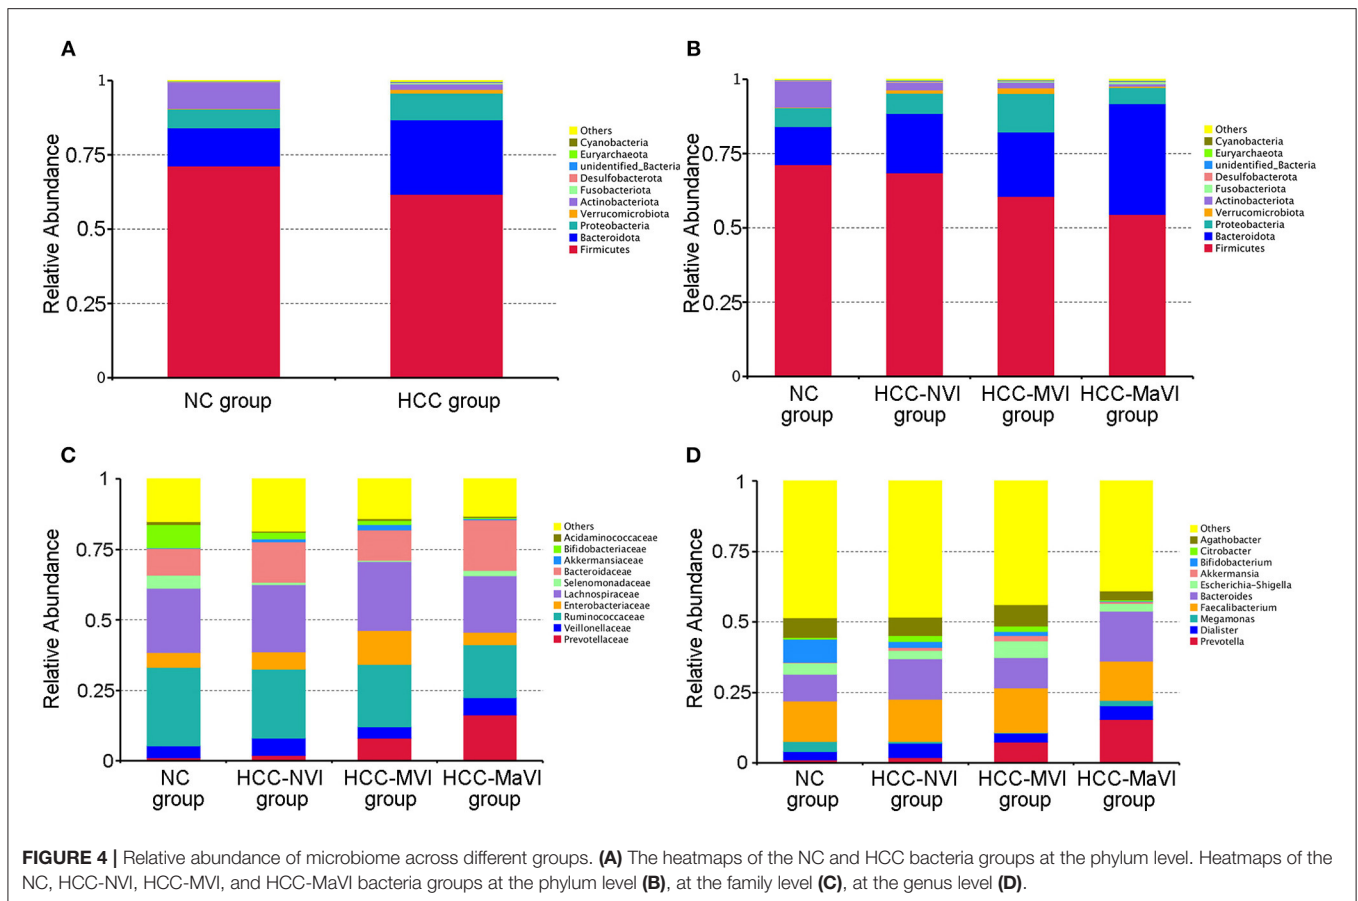 A
Relative Abundance
1
0.75
0.5
0.25
0
NC group
HCC group
Others
Cyanobacteria
Euryarchaeota
unidentified_Bacteria
Desulfobacterota
Fusobacteriota
Actinobacteriota
Verrucomicrobiota
Proteobacteria
Bacteroidota
Firmicutes
B
Relative Abundance
1
0.75
0.5
0.25
0
NC
group
HCC-NVI
group
HCC-MVI
group
HCC-MaVI
group
Others
Cyanobacteria
Euryarchaeota
unidentified_Bacteria
Desulfobacterota
Fusobacteriota
Actinobacteriota
Verrucomicrobiota
Proteobacteria
Bacteroidota
Firmicutes
C
Relative Abundance
1
0.75
0.5
0.25
0
NC
group
HCC-NVI
group
HCC-MVI
group
HCC-MaVI
group
Others
Acidaminococcaceae
Bifidobacteriaceae
Akkermansiaceae
Bacteroidaceae
Selenomonadaceae
Lachnospiraceae
Enterobacteriaceae
Ruminococcaceae
Veillonellaceae
Prevotellaceae
D
Relative Abundance
1
0.75
0.5
0.25
0
NC
group
HCC-NVI
group
HCC-MVI
group
HCC-MaVI
group
Others
Agathobacter
Citrobacter
Bifidobacterium
Akkermansia
Escherichia-Shigella
Bacteroides
Faecalibacterium
Megamonas
Dialister
Prevotella
FIGURE 4 | Relative abundance of microbiome across different groups. (A) The heatmaps of the NC and HCC bacteria groups at the phylum level. Heatmaps of the
NC, HCC-NVI, HCC-MVI, and HCC-MaVI bacteria groups at the phylum level (B), at the family level (C), at the genus level (D).